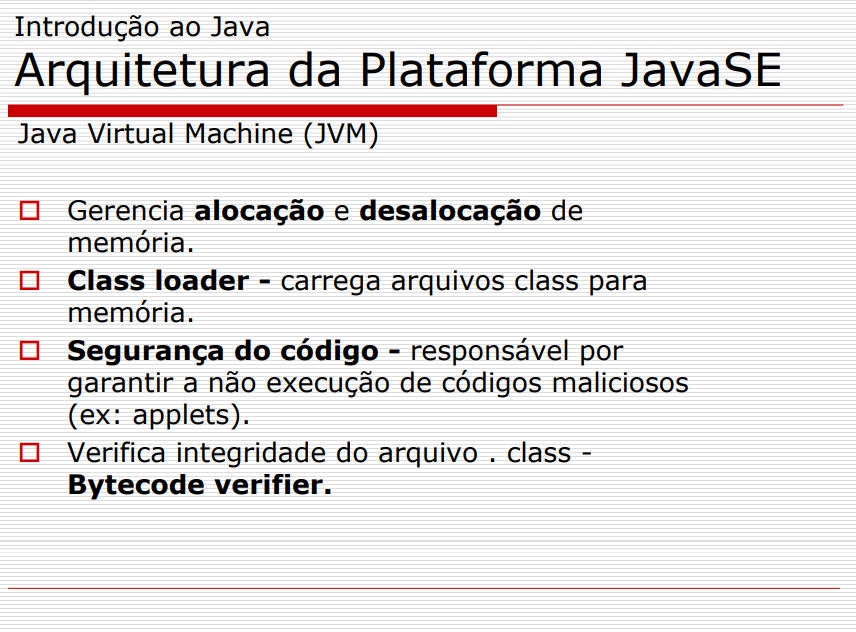 Introdução ao Java
Arquitetura da Plataforma JavaSE
Java Virtual Machine (JVM)
Gerencia alocação e desalocação de
memória.
Class loader - carrega arquivos class para
memória.
Segurança do código - responsável por
garantir a não execução de códigos maliciosos
(ex: applets).
Verifica integridade do arquivo . class -
Bytecode verifier.